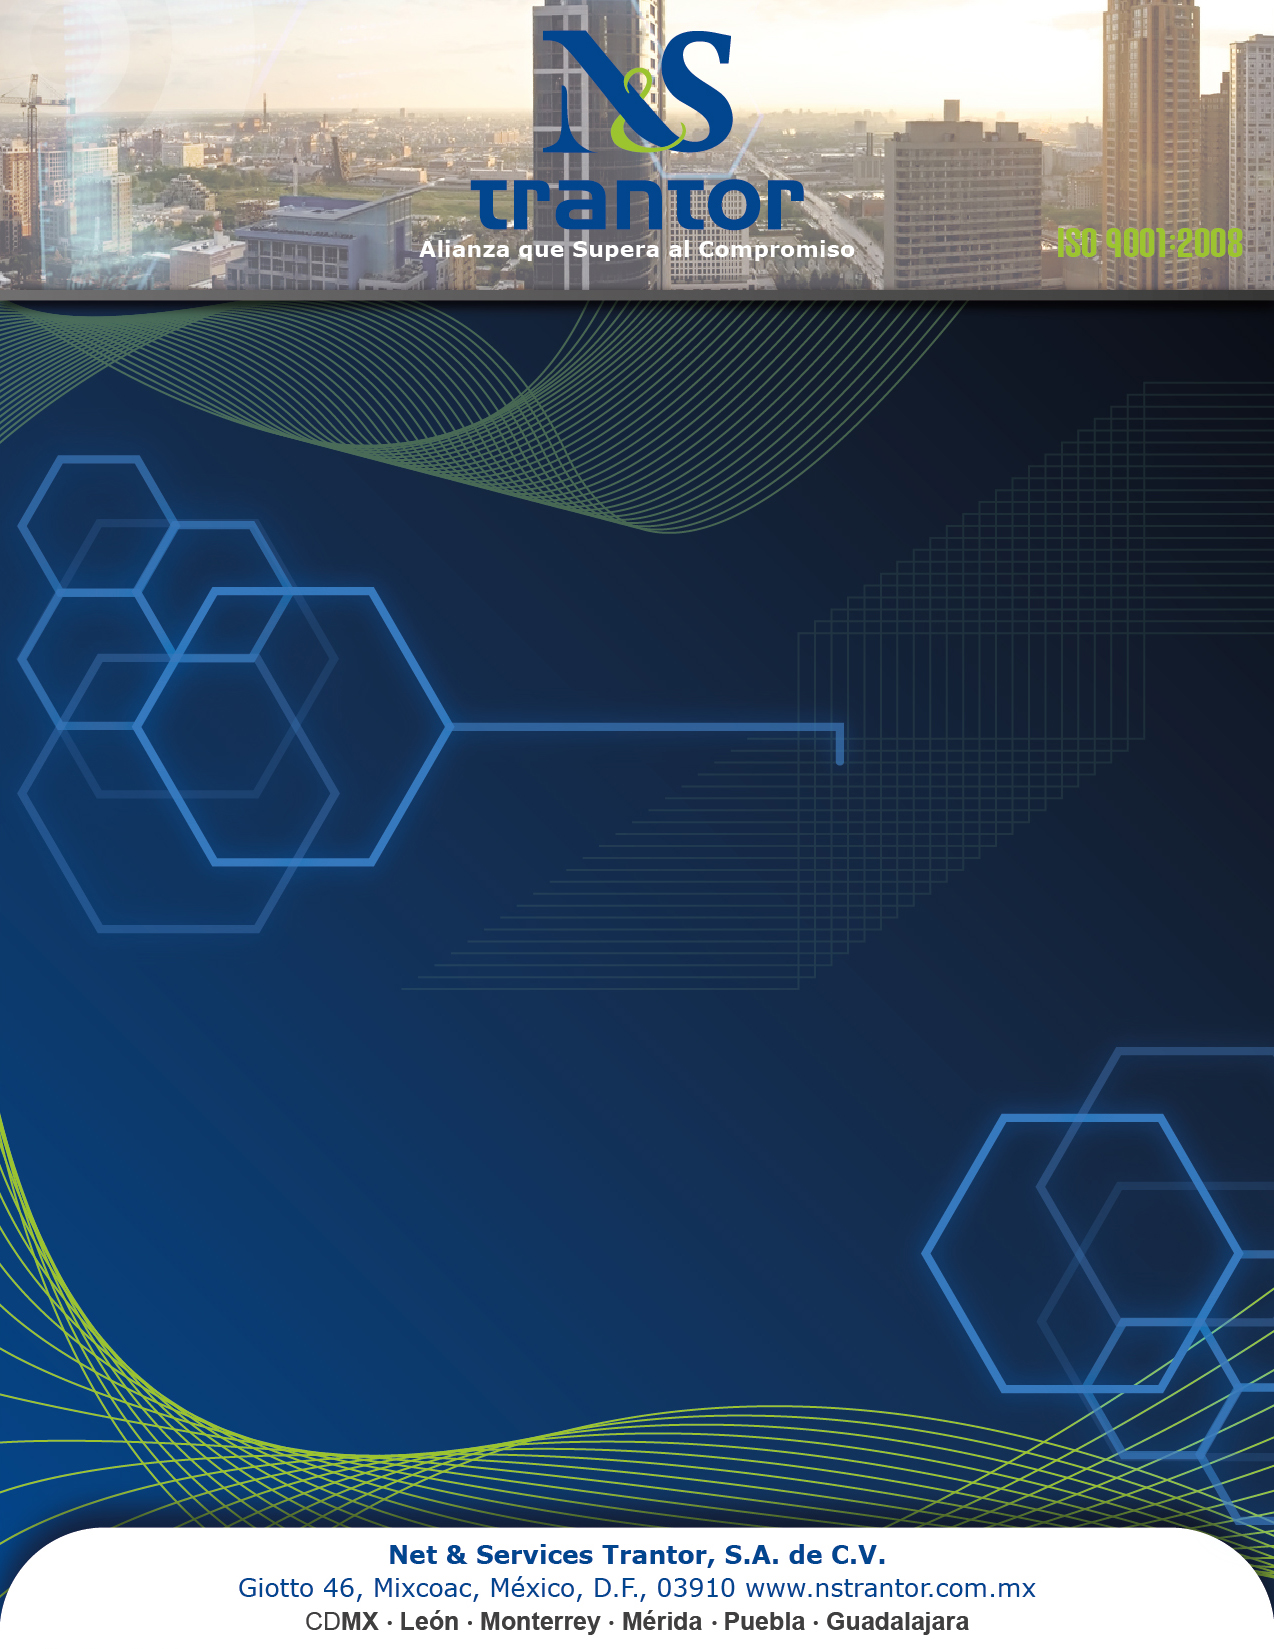 N&S
trantor
Alianza que Supera al Compromiso
ISO 9001:2008
Net & Services Trantor, S.A. de C.V.
Giotto 46, Mixcoac, México, D.F., 03910 www.nstrantor.com.mx
CDMX · León · Monterrey · Mérida · Puebla · Guadalajara